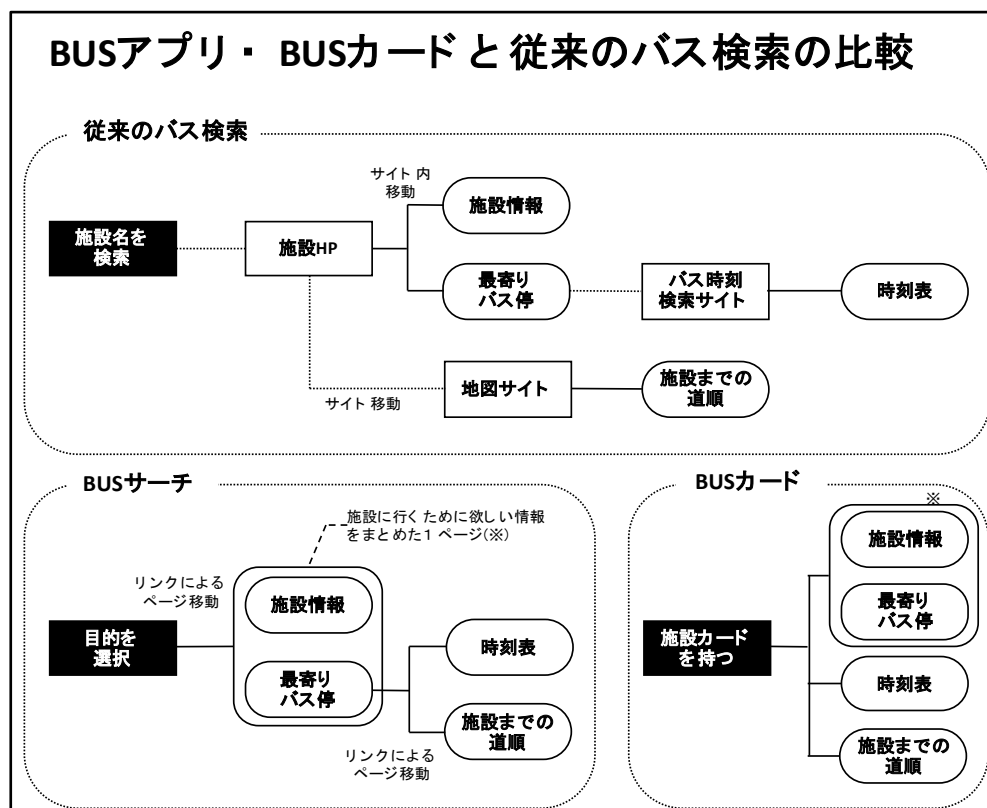 BUSアプリ・ BUSカードと従来のバス検索の比較
従来のバス検索
サイト内
移動
施設情報
施設名を
検索
施設HP
最寄り
バス停
バス時刻
検索サイト
時刻表
サイト移動
地図サイト
施設までの
道順
BUSサーチ
施設に行くために欲しい情報
をまとめた1ページ(※)
リンクによる
ページ移動
施設情報
目的を
選択
時刻表
最寄り
バス停
施設までの
道順
リンクによる
ページ移動
BUSカード
※
施設情報
最寄り
バス停
施設カード
を持つ
時刻表
施設までの
道順